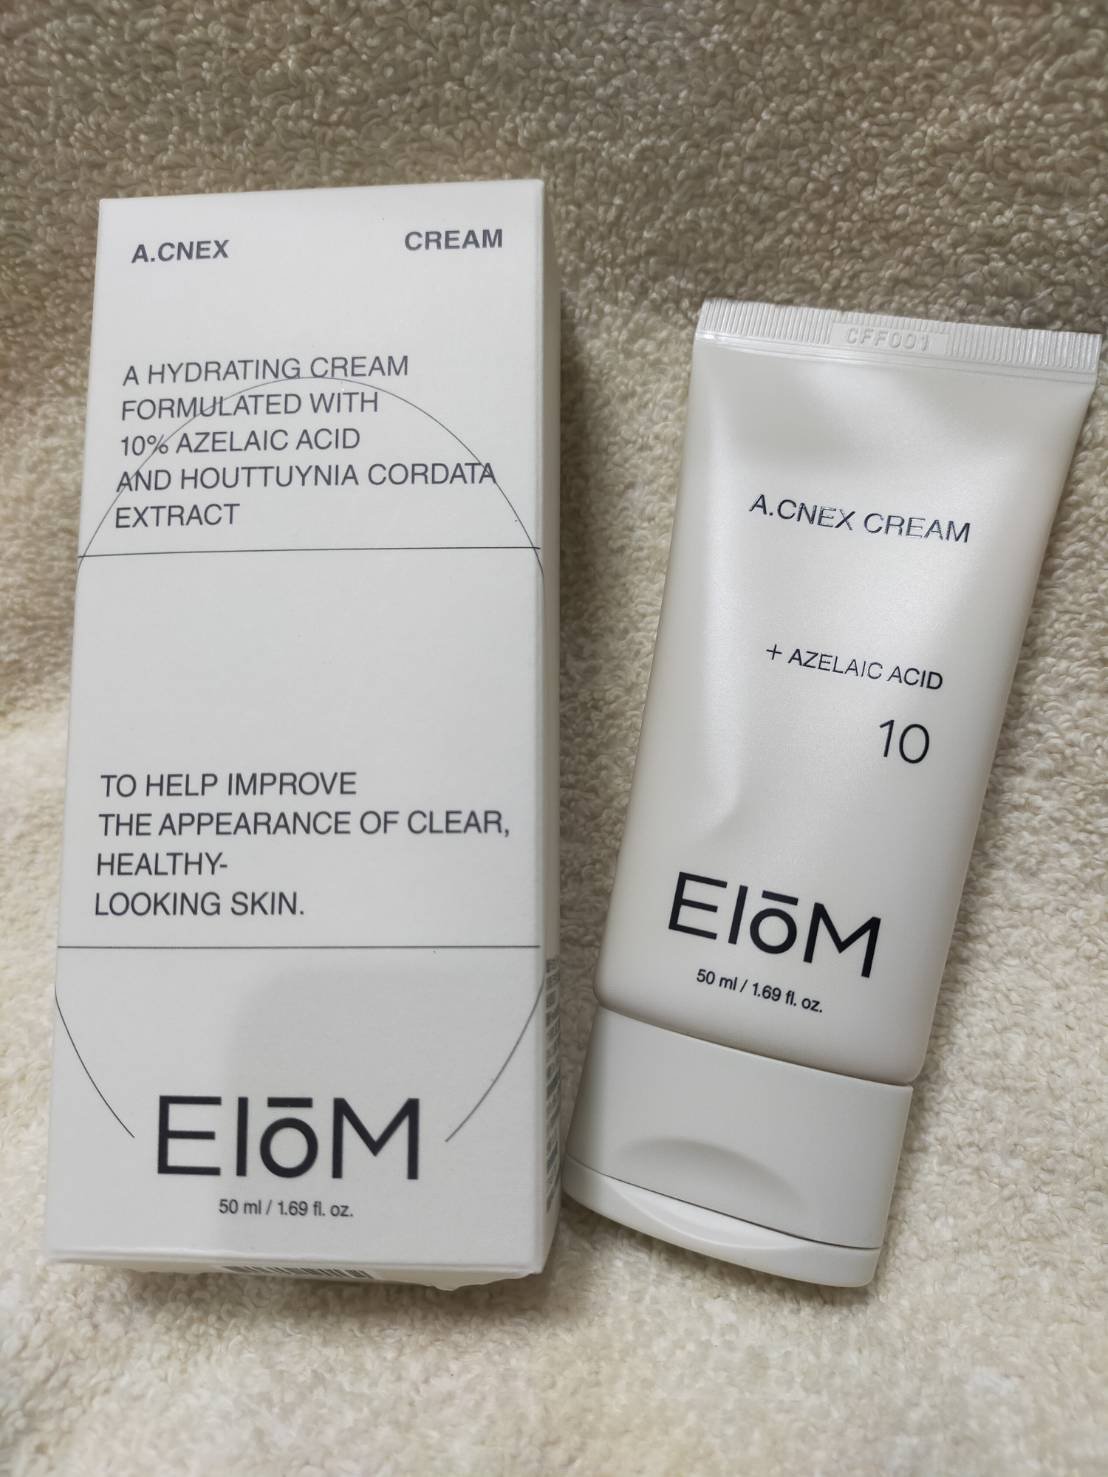 A.CNEX CREAM
A HYDRATING CREAM
FORMULATED WITH
10% AZELAIC ACID
AND HOUTTUYNIA CORDATA
EXTRACT
TO HELP IMPROVE
THE APPEARANCE OF CLEAR,
HEALTHY-
LOOKING SKIN.
ElōM
50 ml / 1.69 fl. oz.
CFF001
A.CNEX CREAM
+ AZELAIC ACID
10
ElōM
50 ml / 1.69 fl. oz.